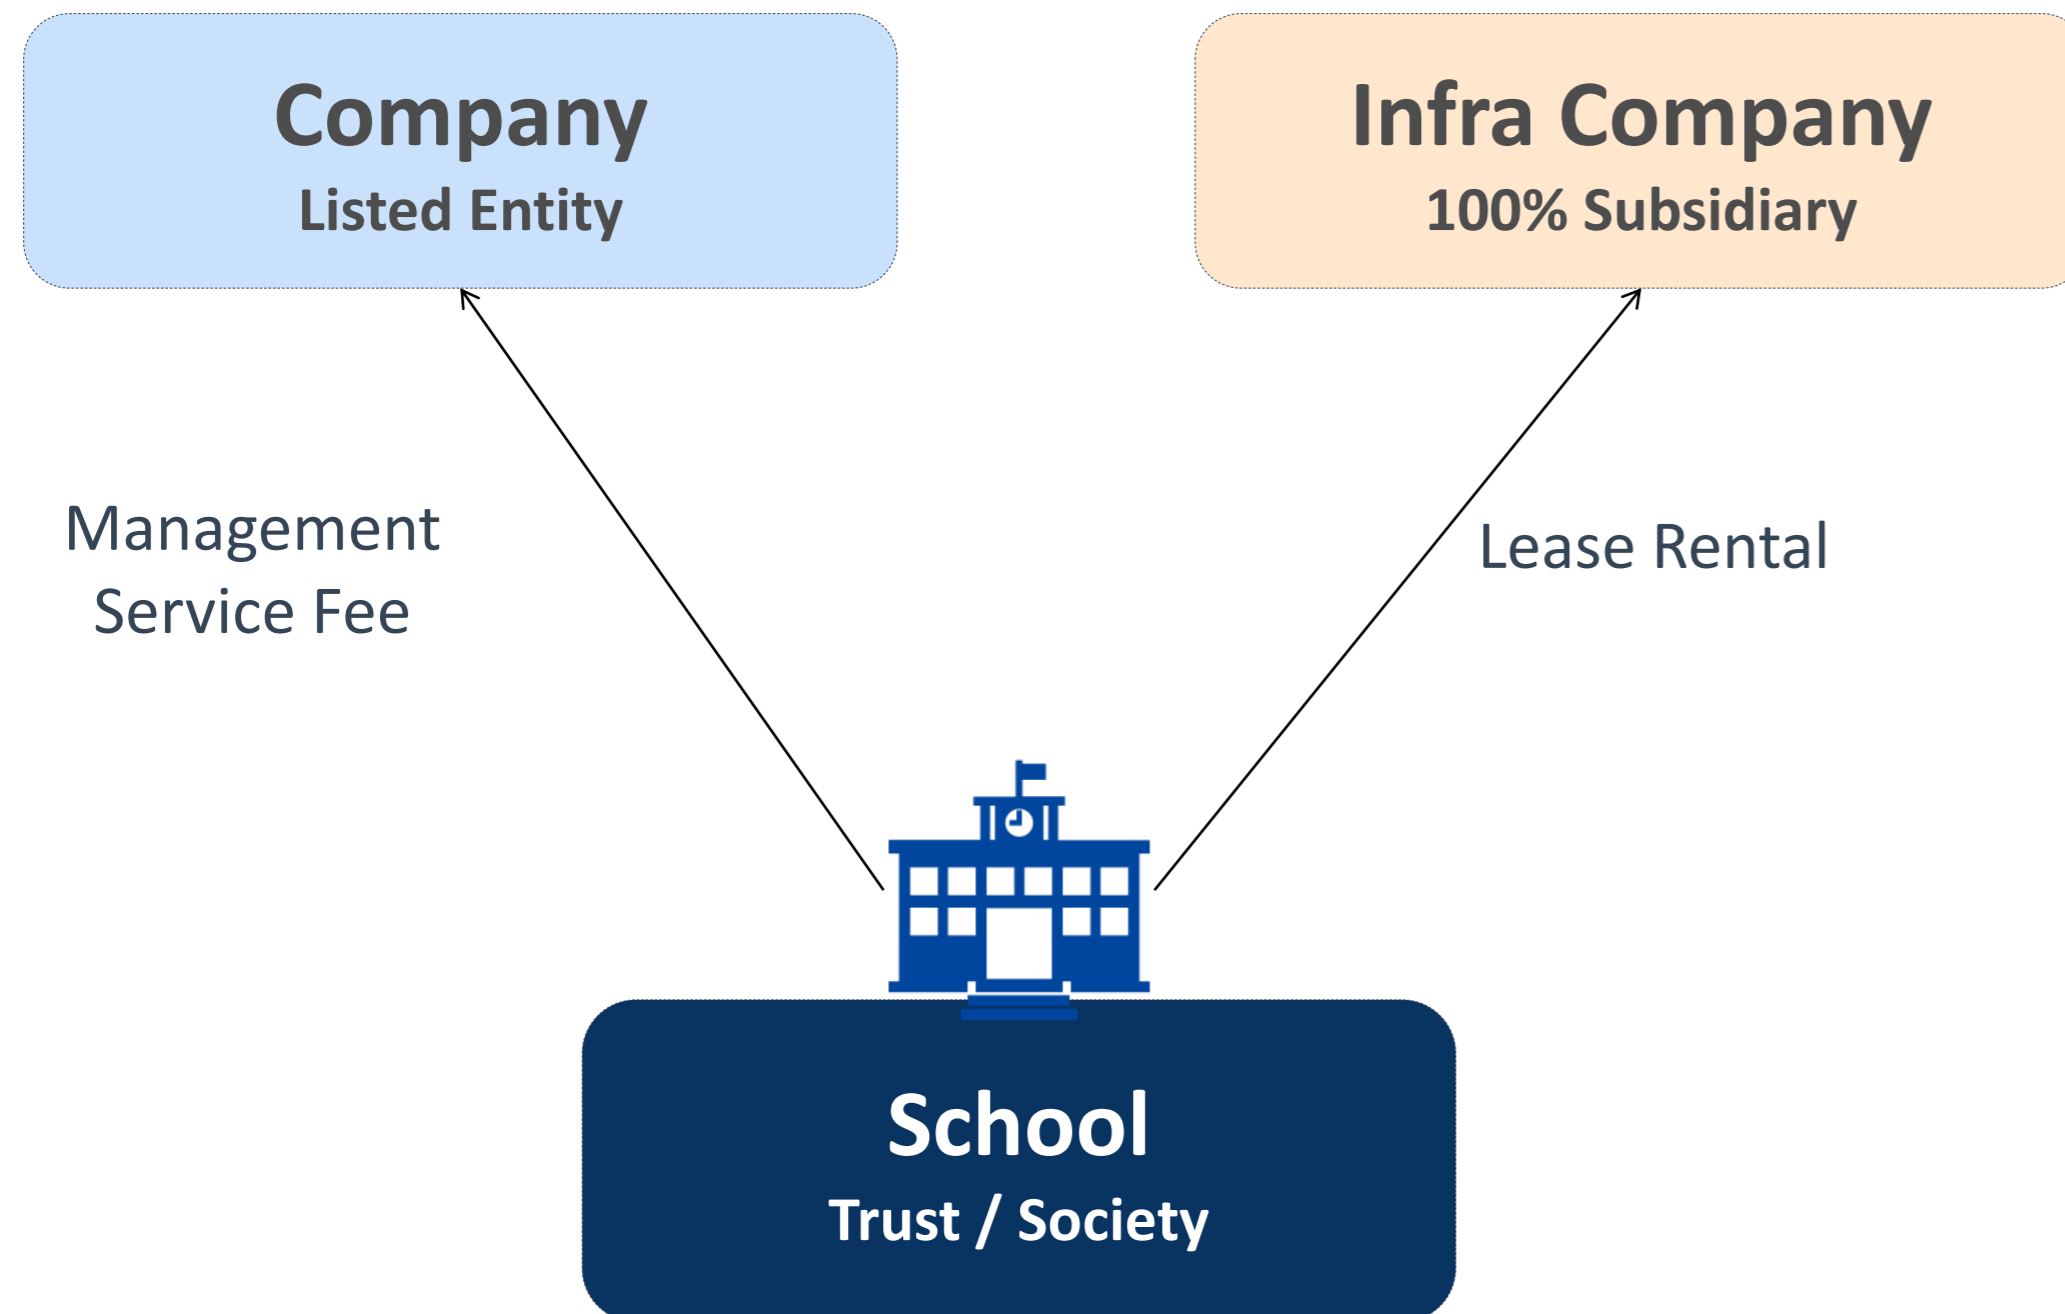 Company
Listed Entity
Infra Company
100% Subsidiary
Management
Service Fee
Lease Rental
School
Trust / Society